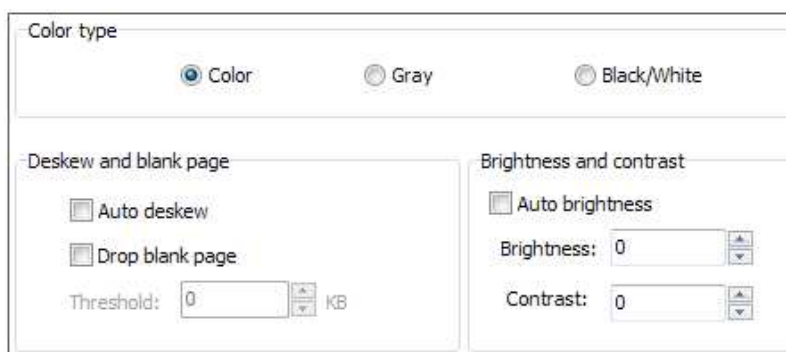 Color type
Color Gray Black/White
Deskew and blank page
Auto deskew
Drop blank page
Threshold: 0 KB
Brightness and contrast
Auto brightness
Brightness: 0
Contrast: 0